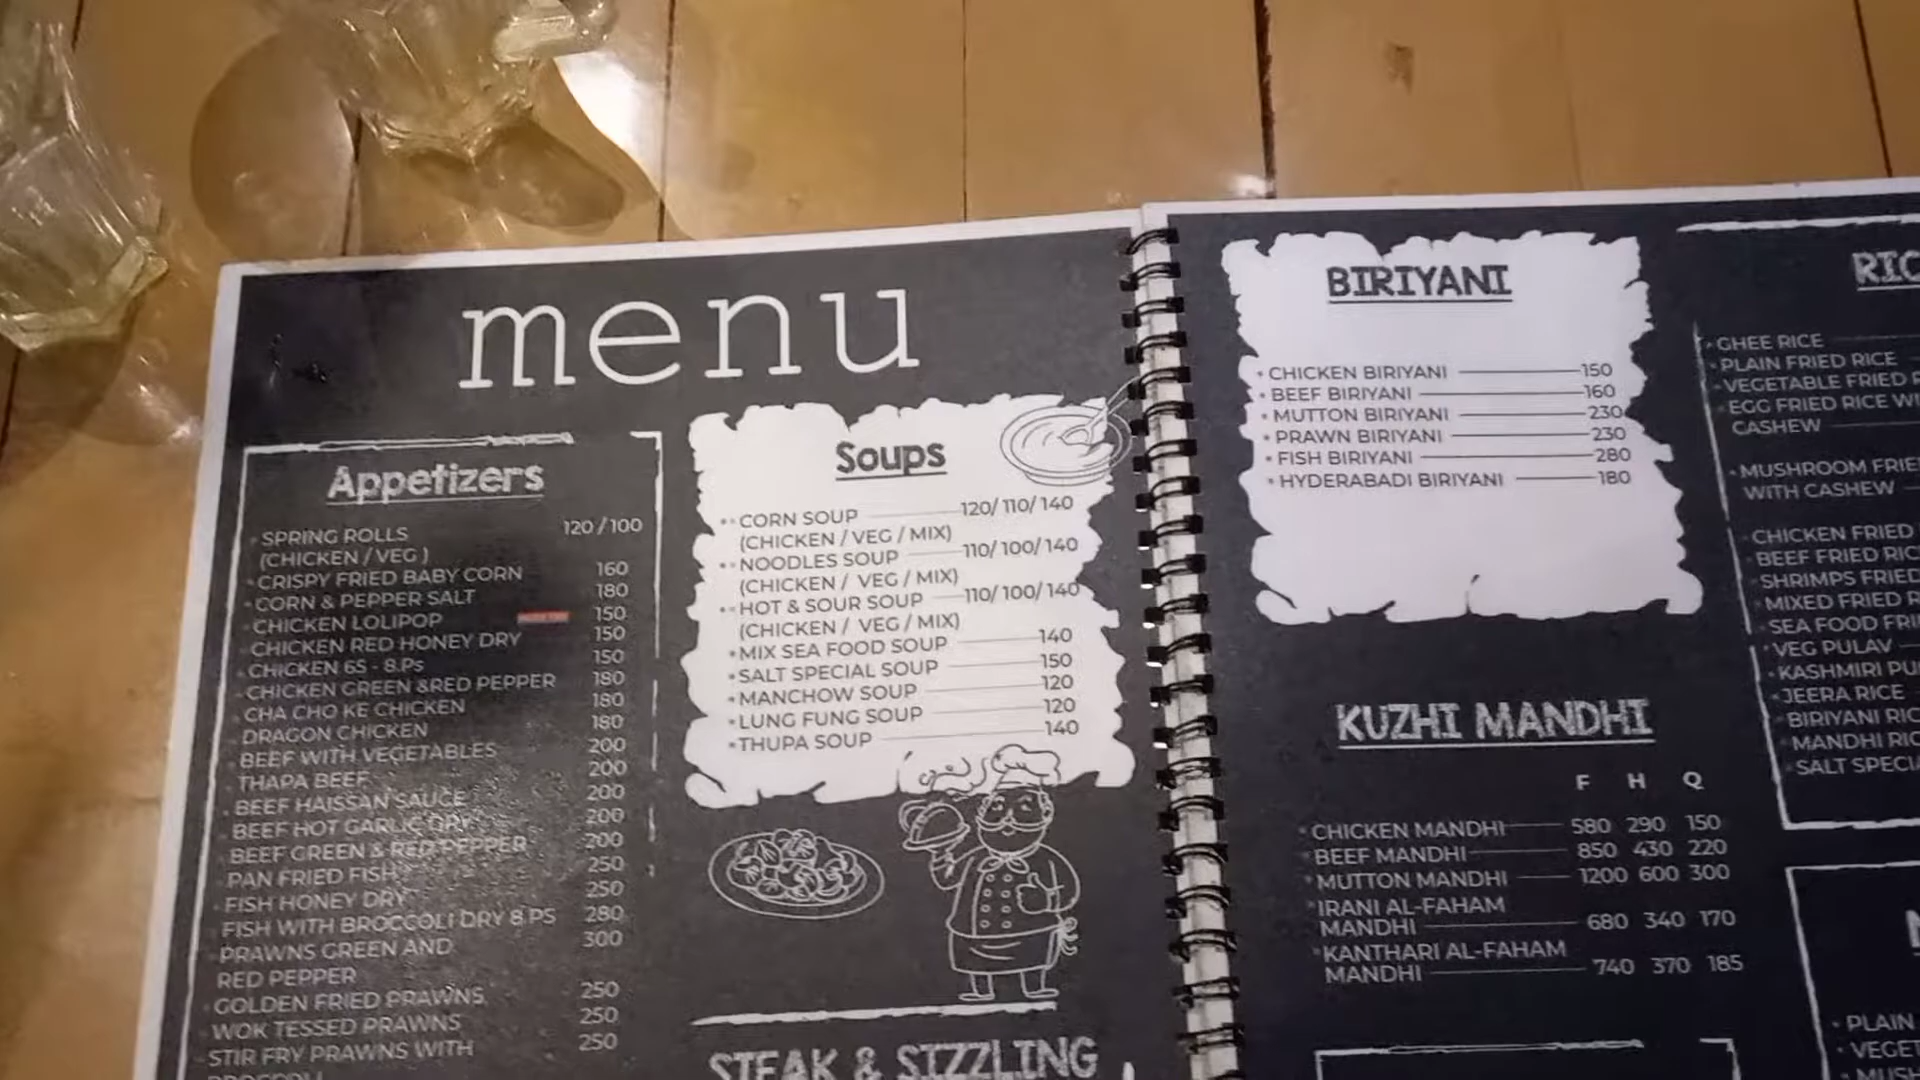 menu
Appetizers
SPRING ROLLS 120 / 100
(CHICKEN / VEG )
CRISPY FRIED BABY CORN 160
CORN & PEPPER SALT 180
CHICKEN LOLIPOP 150
CHICKEN RED HONEY DRY 150
CHICKEN 65 - 8.Ps 150
CHICKEN GREEN &RED PEPPER 180
CHA CHO KE CHICKEN 180
DRAGON CHICKEN 180
BEEF WITH VEGETABLES 200
THAPA BEEF 200
BEEF HAISSAN SAUCE 200
BEEF HOT GARLIC DRY 200
BEEF GREEN & RED PEPPER 200
PAN FRIED FISH 250
FISH HONEY DRY 250
FISH WITH BROCCOLI DRY 8 PS 280
PRAWNS GREEN AND 300
RED PEPPER
GOLDEN FRIED PRAWNS 250
WOK TESSED PRAWNS 250
STIR FRY PRAWNS WITH 250
Soups
CORN SOUP 120/ 110/ 140
(CHICKEN / VEG / MIX)
NOODLES SOUP 110/ 100/ 140
(CHICKEN / VEG / MIX)
HOT & SOUR SOUP 110/ 100/ 140
(CHICKEN / VEG / MIX)
MIX SEA FOOD SOUP 140
SALT SPECIAL SOUP 150
MANCHOW SOUP 120
LUNG FUNG SOUP 120
THUPA SOUP 140
STEAK & SIZZLING
BIRIYANI
CHICKEN BIRIYANI 150
BEEF BIRIYANI 160
MUTTON BIRIYANI 230
PRAWN BIRIYANI 230
FISH BIRIYANI 280
HYDERABADI BIRIYANI 180
KUZHI MANDHI
F H Q
CHICKEN MANDHI 580 290 150
BEEF MANDHI 850 430 220
MUTTON MANDHI 1200 600 300
IRANI AL-FAHAM
MANDHI 680 340 170
KANTHARI AL-FAHAM
MANDHI 740 370 185
RIC
GHEE RICE
PLAIN FRIED RICE
VEGETABLE FRIED
EGG FRIED RICE WI
CASHEW
MUSHROOM FRIE
WITH CASHEW
CHICKEN FRIED
BEEF FRIED RIC
SHRIMPS FRIED
MIXED FRIED R
SEA FOOD FRI
VEG PULAV
KASHMIRI PU
JEERA RICE
BIRIYANI RIC
MANDHI RIC
SALT SPECIA
PLAIN
VEGET
MUSH